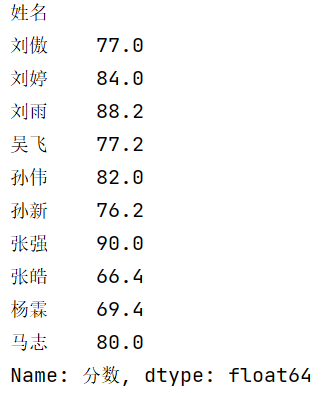 姓名
刘傲    77.0
刘婷    84.0
刘雨    88.2
吴飞    77.2
孙伟    82.0
孙新    76.2
张强    90.0
张皓    66.4
杨霖    69.4
马志    80.0
Name: 分数, dtype: float64